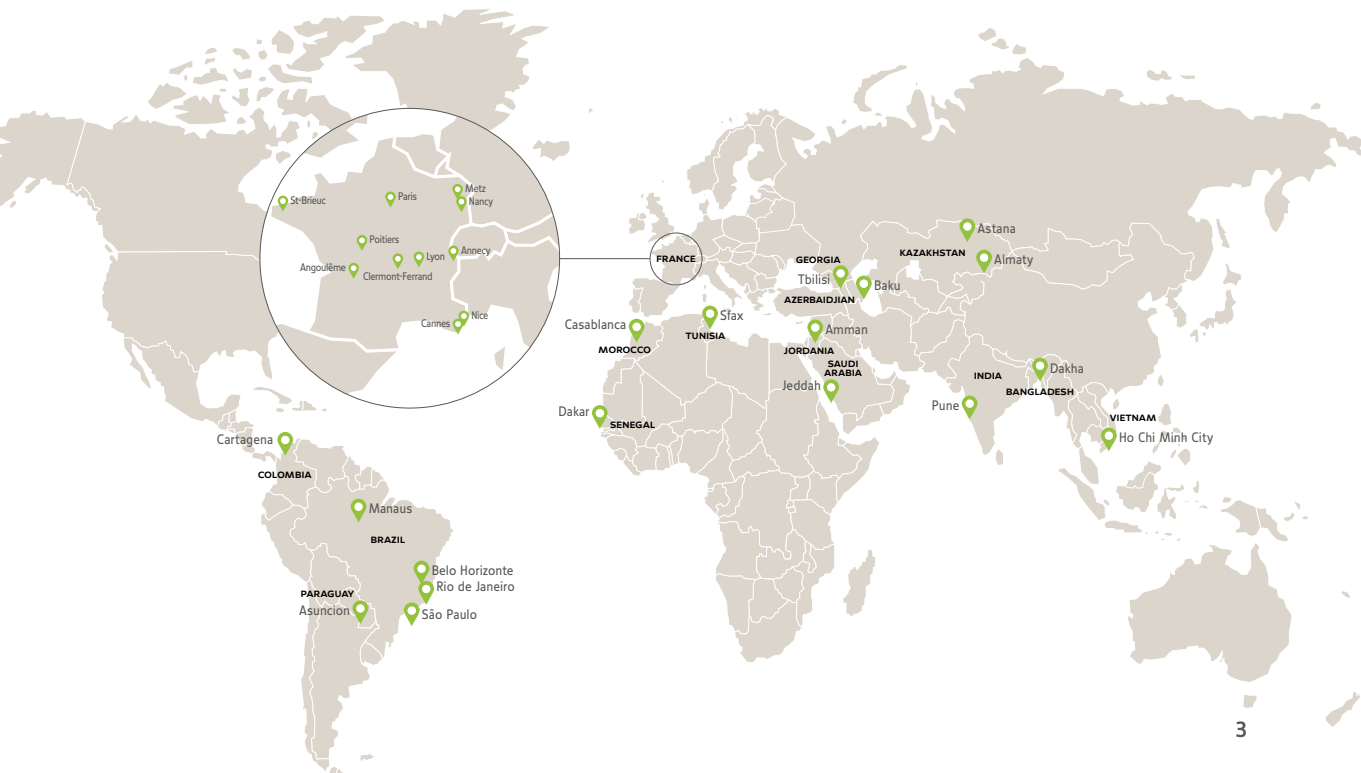 Metz
St-Brieuc
Paris
Nancy
Poitiers
Annecy
Lyon
Angoulême
Clermont-Ferrand
Nice
Cannes
FRANCE
Astana
KAZAKHSTAN
Almaty
GEORGIA
Tbilisi
Baku
AZERBAIDJIAN
Casablanca
MOROCCO
Sfax
TUNISIA
Amman
JORDANIA
SAUDI
ARABIA
Jeddah
INDIA
Dakha
BANGLADESH
Pune
VIETNAM
Ho Chi Minh City
Dakar
SENEGAL
Cartagena
COLOMBIA
Manaus
BRAZIL
Belo Horizonte
Rio de Janeiro
PARAGUAY
Asuncion
São Paulo
3